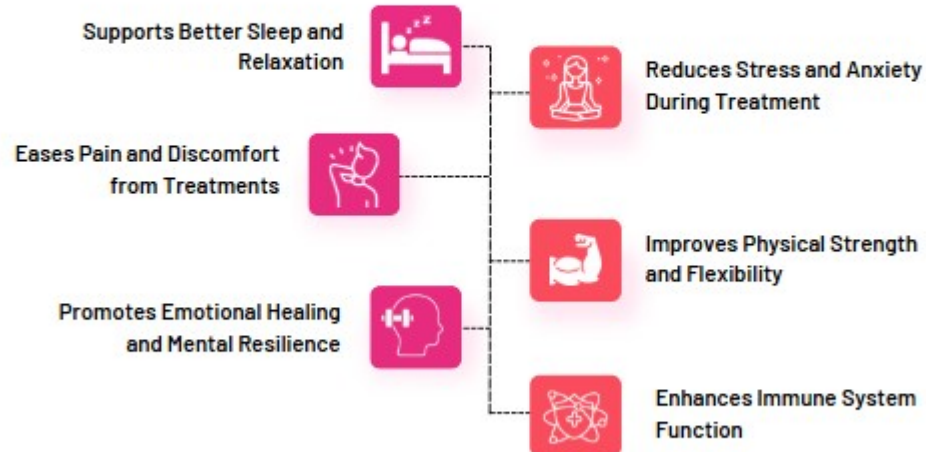 Supports Better Sleep and
Relaxation
Reduces Stress and Anxiety
During Treatment
Eases Pain and Discomfort
from Treatments
Improves Physical Strength
and Flexibility
Promotes Emotional Healing
and Mental Resilience
Enhances Immune System
Function